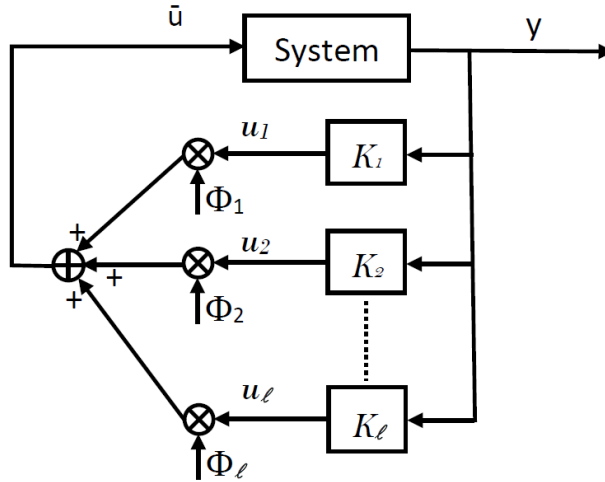 ū System y
u1 K1
Φ1
+
u2 K2
+
Φ2
+
uℓ Kℓ
Φℓ